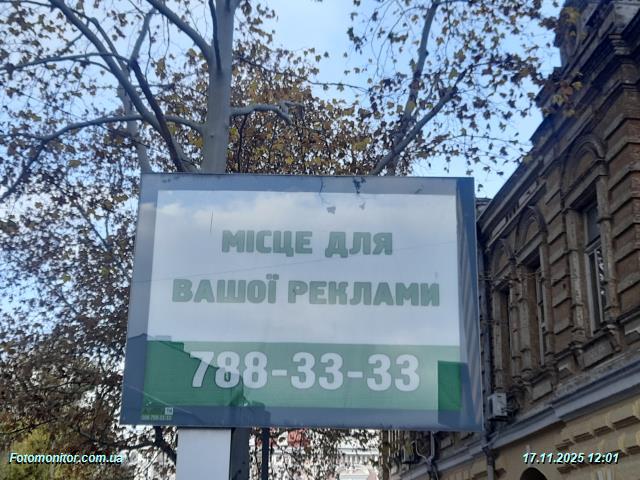 МІСЦЕ ДЛЯ
ВАШОЇ РЕКЛАМИ
788-33-33
Fotomonitor.com.ua
17.11.2025 12:01